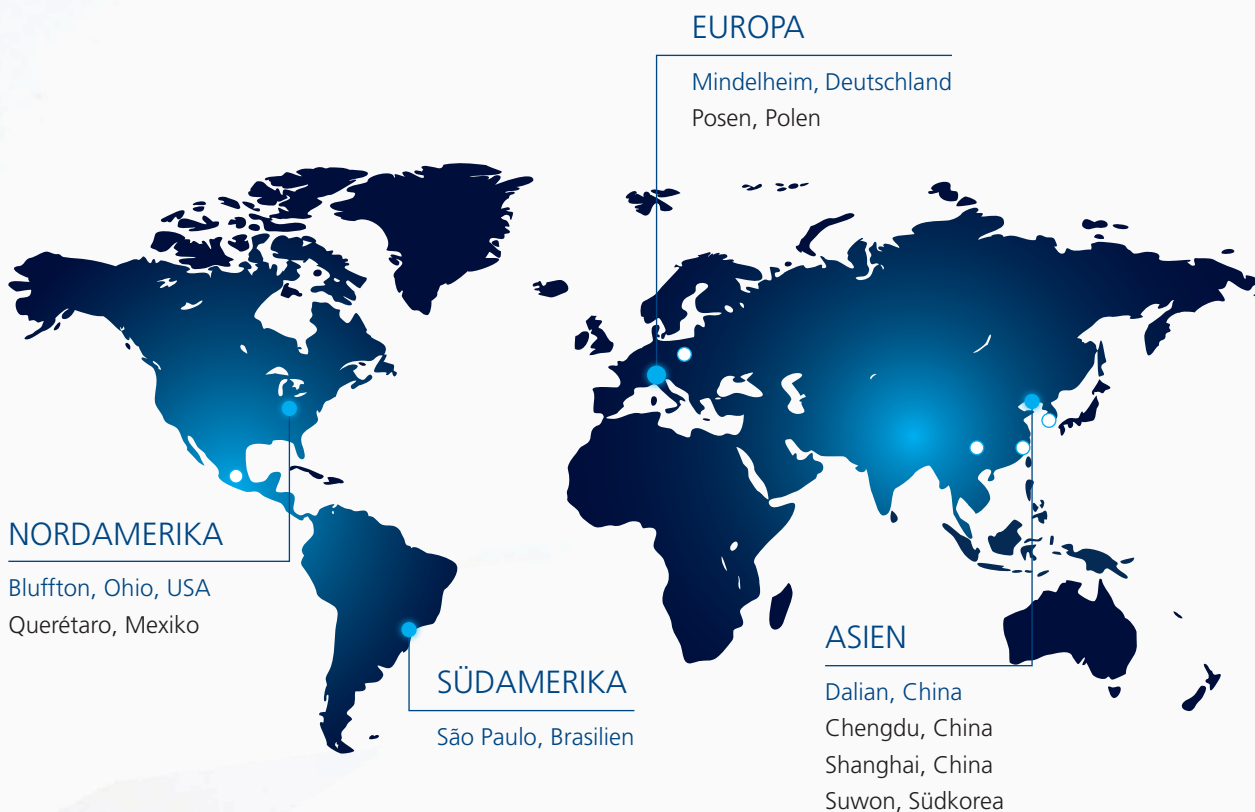 EUROPA
Mindelheim, Deutschland
Posen, Polen
NORDAMERIKA
Bluffton, Ohio, USA
Querétaro, Mexiko
SÜDAMERIKA
São Paulo, Brasilien
ASIEN
Dalian, China
Chengdu, China
Shanghai, China
Suwon, Südkorea